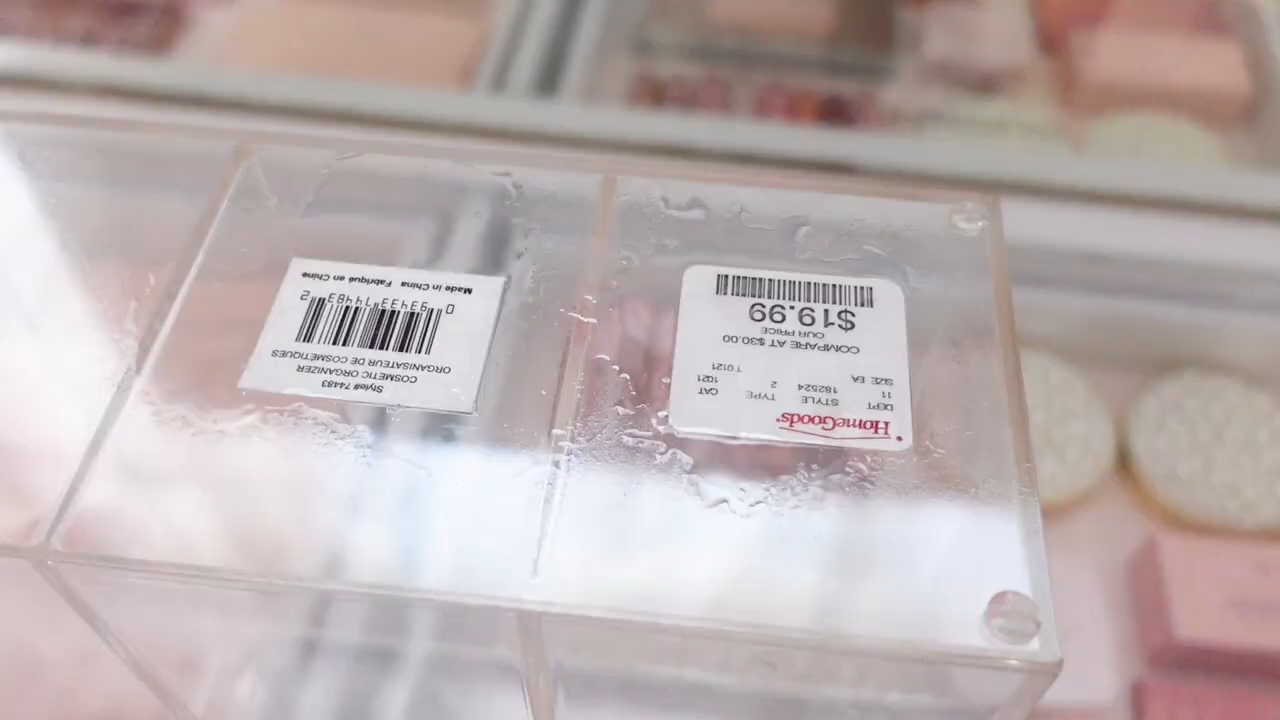 Style# 74483
COSMETIC ORGANIZER
ORGANISATEUR DE COSMÉTIQUES
0 93433 74483 2
Made in China Fabriqué en Chine
HomeGoods
DEPT STYLE TYPE CAT
11 182524 2 1021
SIZE EA T 0121
COMPARE AT $30.00
OUR PRICE
$19.99